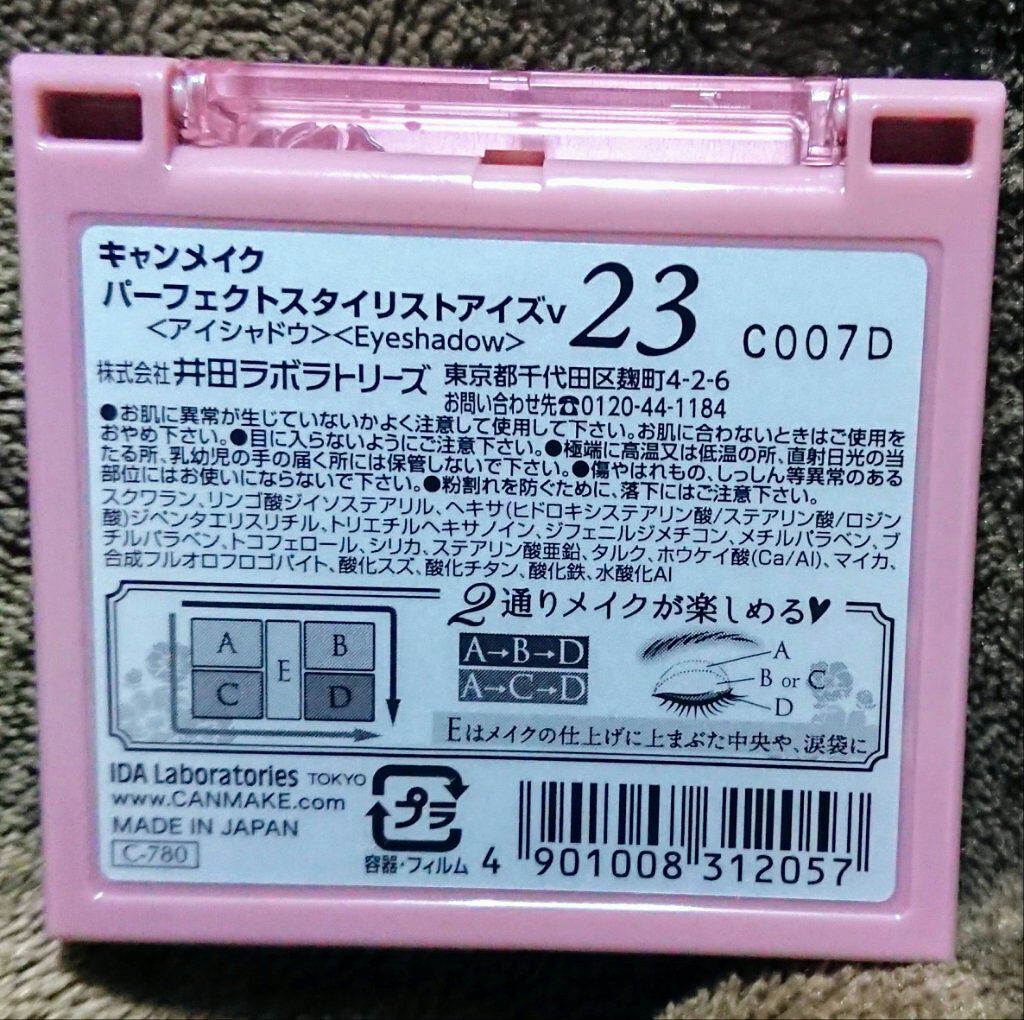 キャンメイク
パーフェクトスタイリストアイズv
23
C007D
<アイシャドウ><Eyeshadow>
株式会社 井田ラボラトリーズ 東京都千代田区麹町4-2-6
お問い合わせ先☎0120-44-1184
●お肌に異常が生じていないかよく注意して使用して下さい。お肌に合わないときはご使用を
おやめ下さい。●目に入らないようにご注意下さい。●極端に高温又は低温の所、直射日光の当
たる所、乳幼児の手の届く所には保管しないで下さい。●傷やはれもの、しっしん等異常のある
部位にはお使いにならないで下さい。●粉割れを防ぐために、落下にはご注意下さい。
スクワラン、リンゴ酸ジイソステアリル、ヘキサ(ヒドロキシステアリン酸/ステアリン酸/ロジン
酸)ジペンタエリスリチル、トリエチルヘキサノイン、ジフェニルジメチコン、メチルパラベン、ブ
チルパラベン、トコフェロール、シリカ、ステアリン酸亜鉛、タルク、ホウケイ酸(Ca/Al)、マイカ、
合成フルオロフロゴパイト、酸化スズ、酸化チタン、酸化鉄、水酸化Al
2通りメイクが楽しめる♥
A
B
E
C
D
A→B→D
A→C→D
A
B or C
D
Eはメイクの仕上げに上まぶた中央や、涙袋に
IDA Laboratories TOKYO
www.CANMAKE.com
MADE IN JAPAN
C-780
プラ
容器・フィルム
4 901008 312057